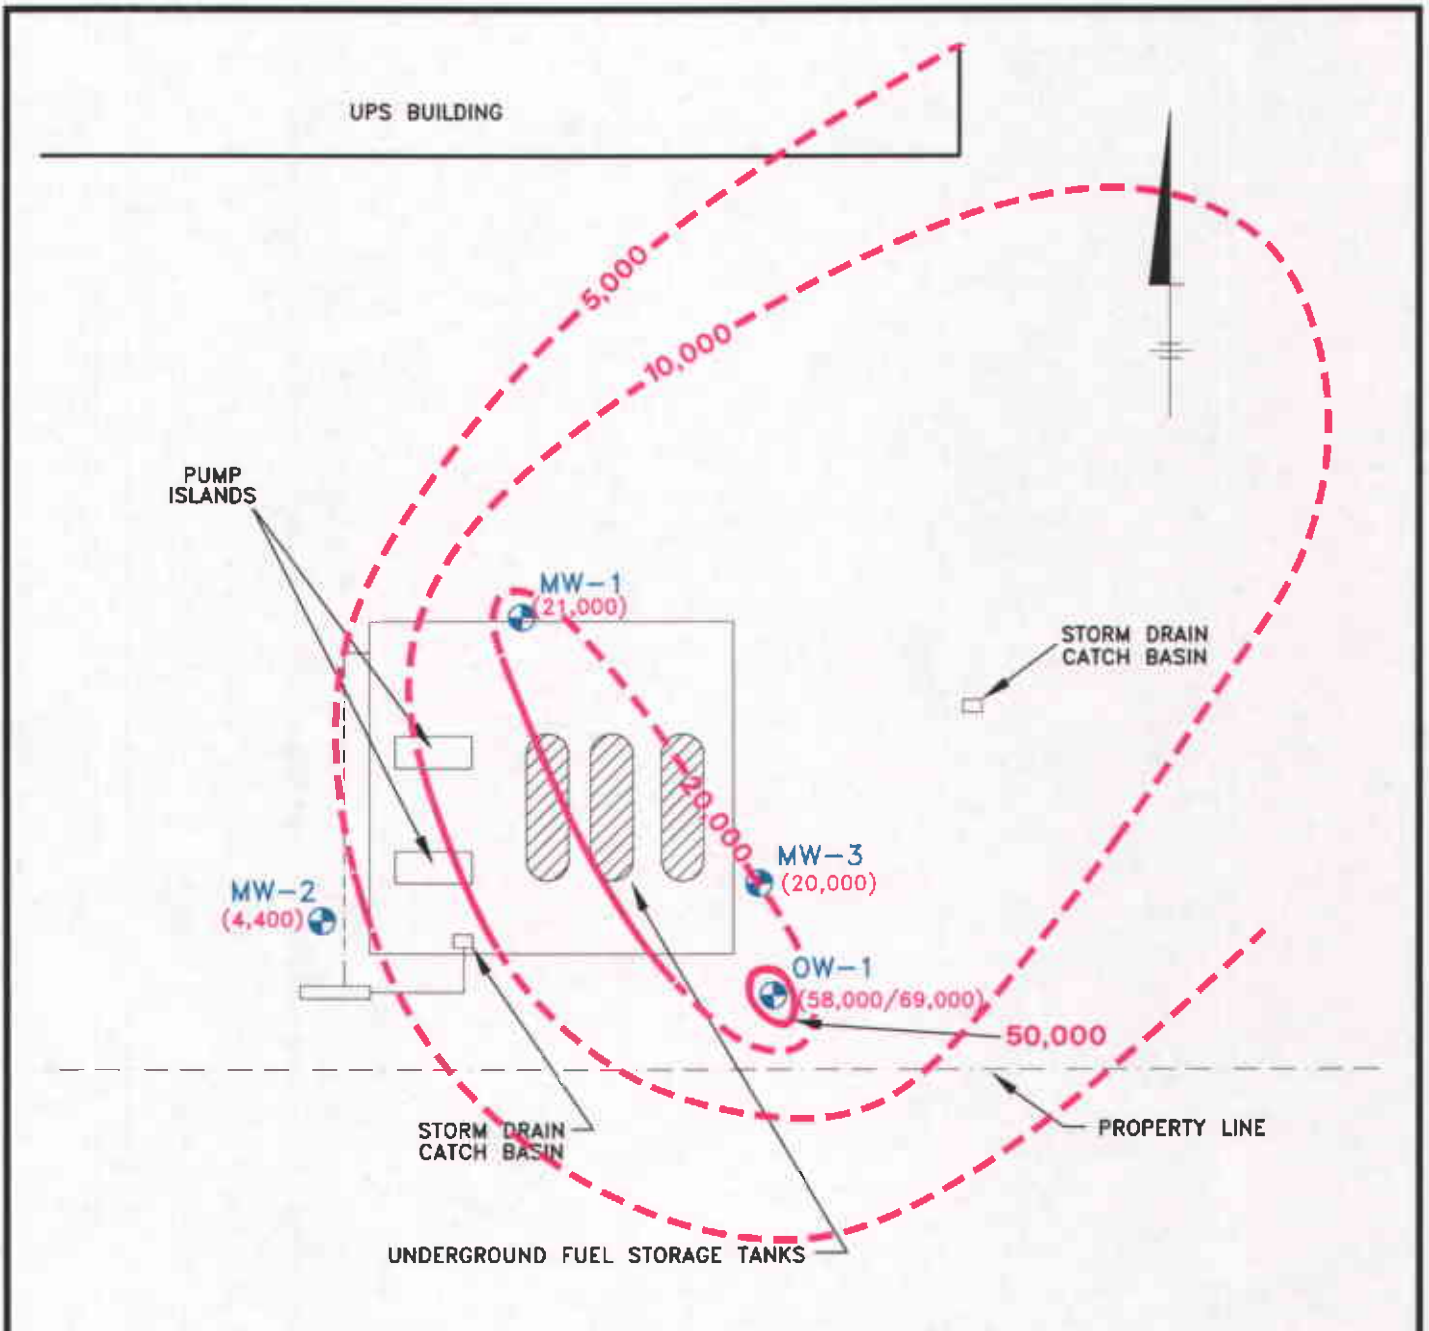 UPS BUILDING
5,000
10,000
PUMP
ISLANDS
MW-1
(21,000)
STORM DRAIN
CATCH BASIN
20,000
MW-3
(20,000)
MW-2
(4,400)
OW-1
(58,000/69,000)
50,000
STORM DRAIN
CATCH BASIN
PROPERTY LINE
UNDERGROUND FUEL STORAGE TANKS